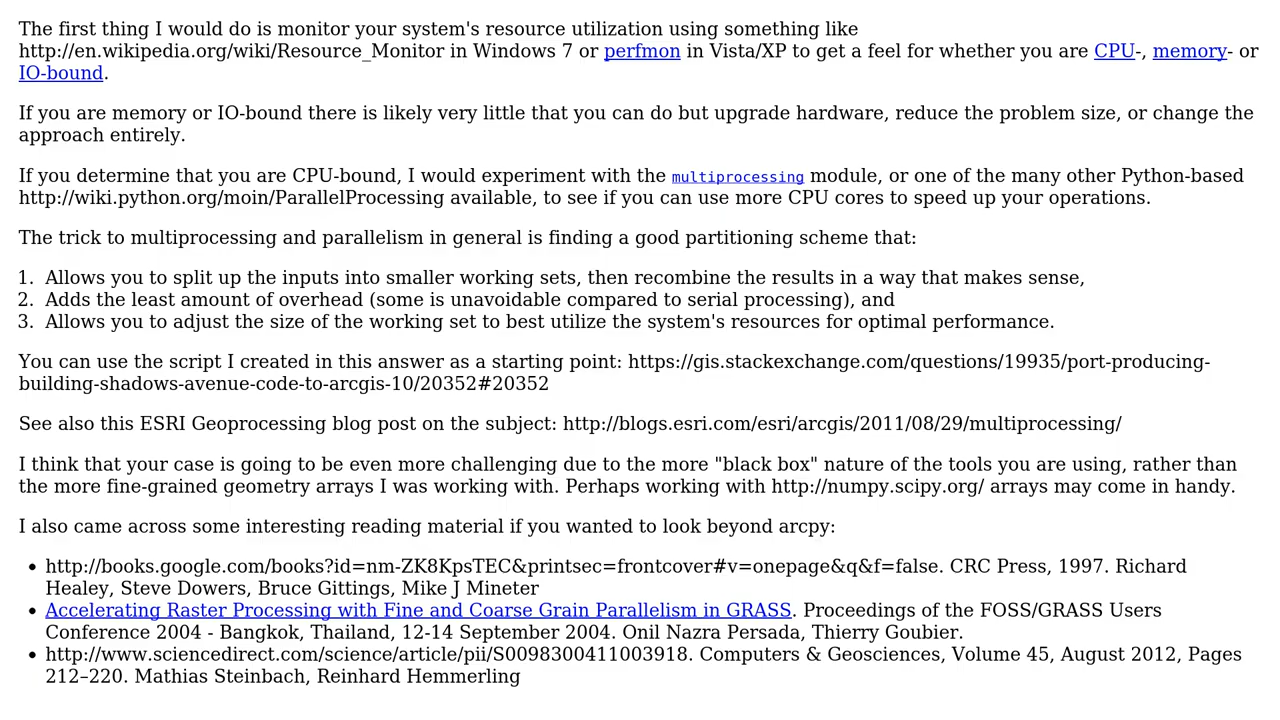 The first thing I would do is monitor your system's resource utilization using something like
http://en.wikipedia.org/wiki/Resource_Monitor in Windows 7 or perfmon in Vista/XP to get a feel for whether you are CPU-, memory- or
IO-bound.
If you are memory or IO-bound there is likely very little that you can do but upgrade hardware, reduce the problem size, or change the
approach entirely.
If you determine that you are CPU-bound, I would experiment with the multiprocessing module, or one of the many other Python-based
http://wiki.python.org/moin/ParallelProcessing available, to see if you can use more CPU cores to speed up your operations.
The trick to multiprocessing and parallelism in general is finding a good partitioning scheme that:
1. Allows you to split up the inputs into smaller working sets, then recombine the results in a way that makes sense,
2. Adds the least amount of overhead (some is unavoidable compared to serial processing), and
3. Allows you to adjust the size of the working set to best utilize the system's resources for optimal performance.
You can use the script I created in this answer as a starting point: https://gis.stackexchange.com/questions/19935/port-producing-
building-shadows-avenue-code-to-arcgis-10/20352#20352
See also this ESRI Geoprocessing blog post on the subject: http://blogs.esri.com/esri/arcgis/2011/08/29/multiprocessing/
I think that your case is going to be even more challenging due to the more "black box" nature of the tools you are using, rather than
the more fine-grained geometry arrays I was working with. Perhaps working with http://numpy.scipy.org/ arrays may come in handy.
I also came across some interesting reading material if you wanted to look beyond arcpy:
• http://books.google.com/books?id=nm-ZK8KpsTEC&printsec=frontcover#v=onepage&q&f=false. CRC Press, 1997. Richard
Healey, Steve Dowers, Bruce Gittings, Mike J Mineter
• Accelerating Raster Processing with Fine and Coarse Grain Parallelism in GRASS. Proceedings of the FOSS/GRASS Users
Conference 2004 - Bangkok, Thailand, 12-14 September 2004. Onil Nazra Persada, Thierry Goubier.
• http://www.sciencedirect.com/science/article/pii/S0098300411003918. Computers & Geosciences, Volume 45, August 2012, Pages
212–220. Mathias Steinbach, Reinhard Hemmerling